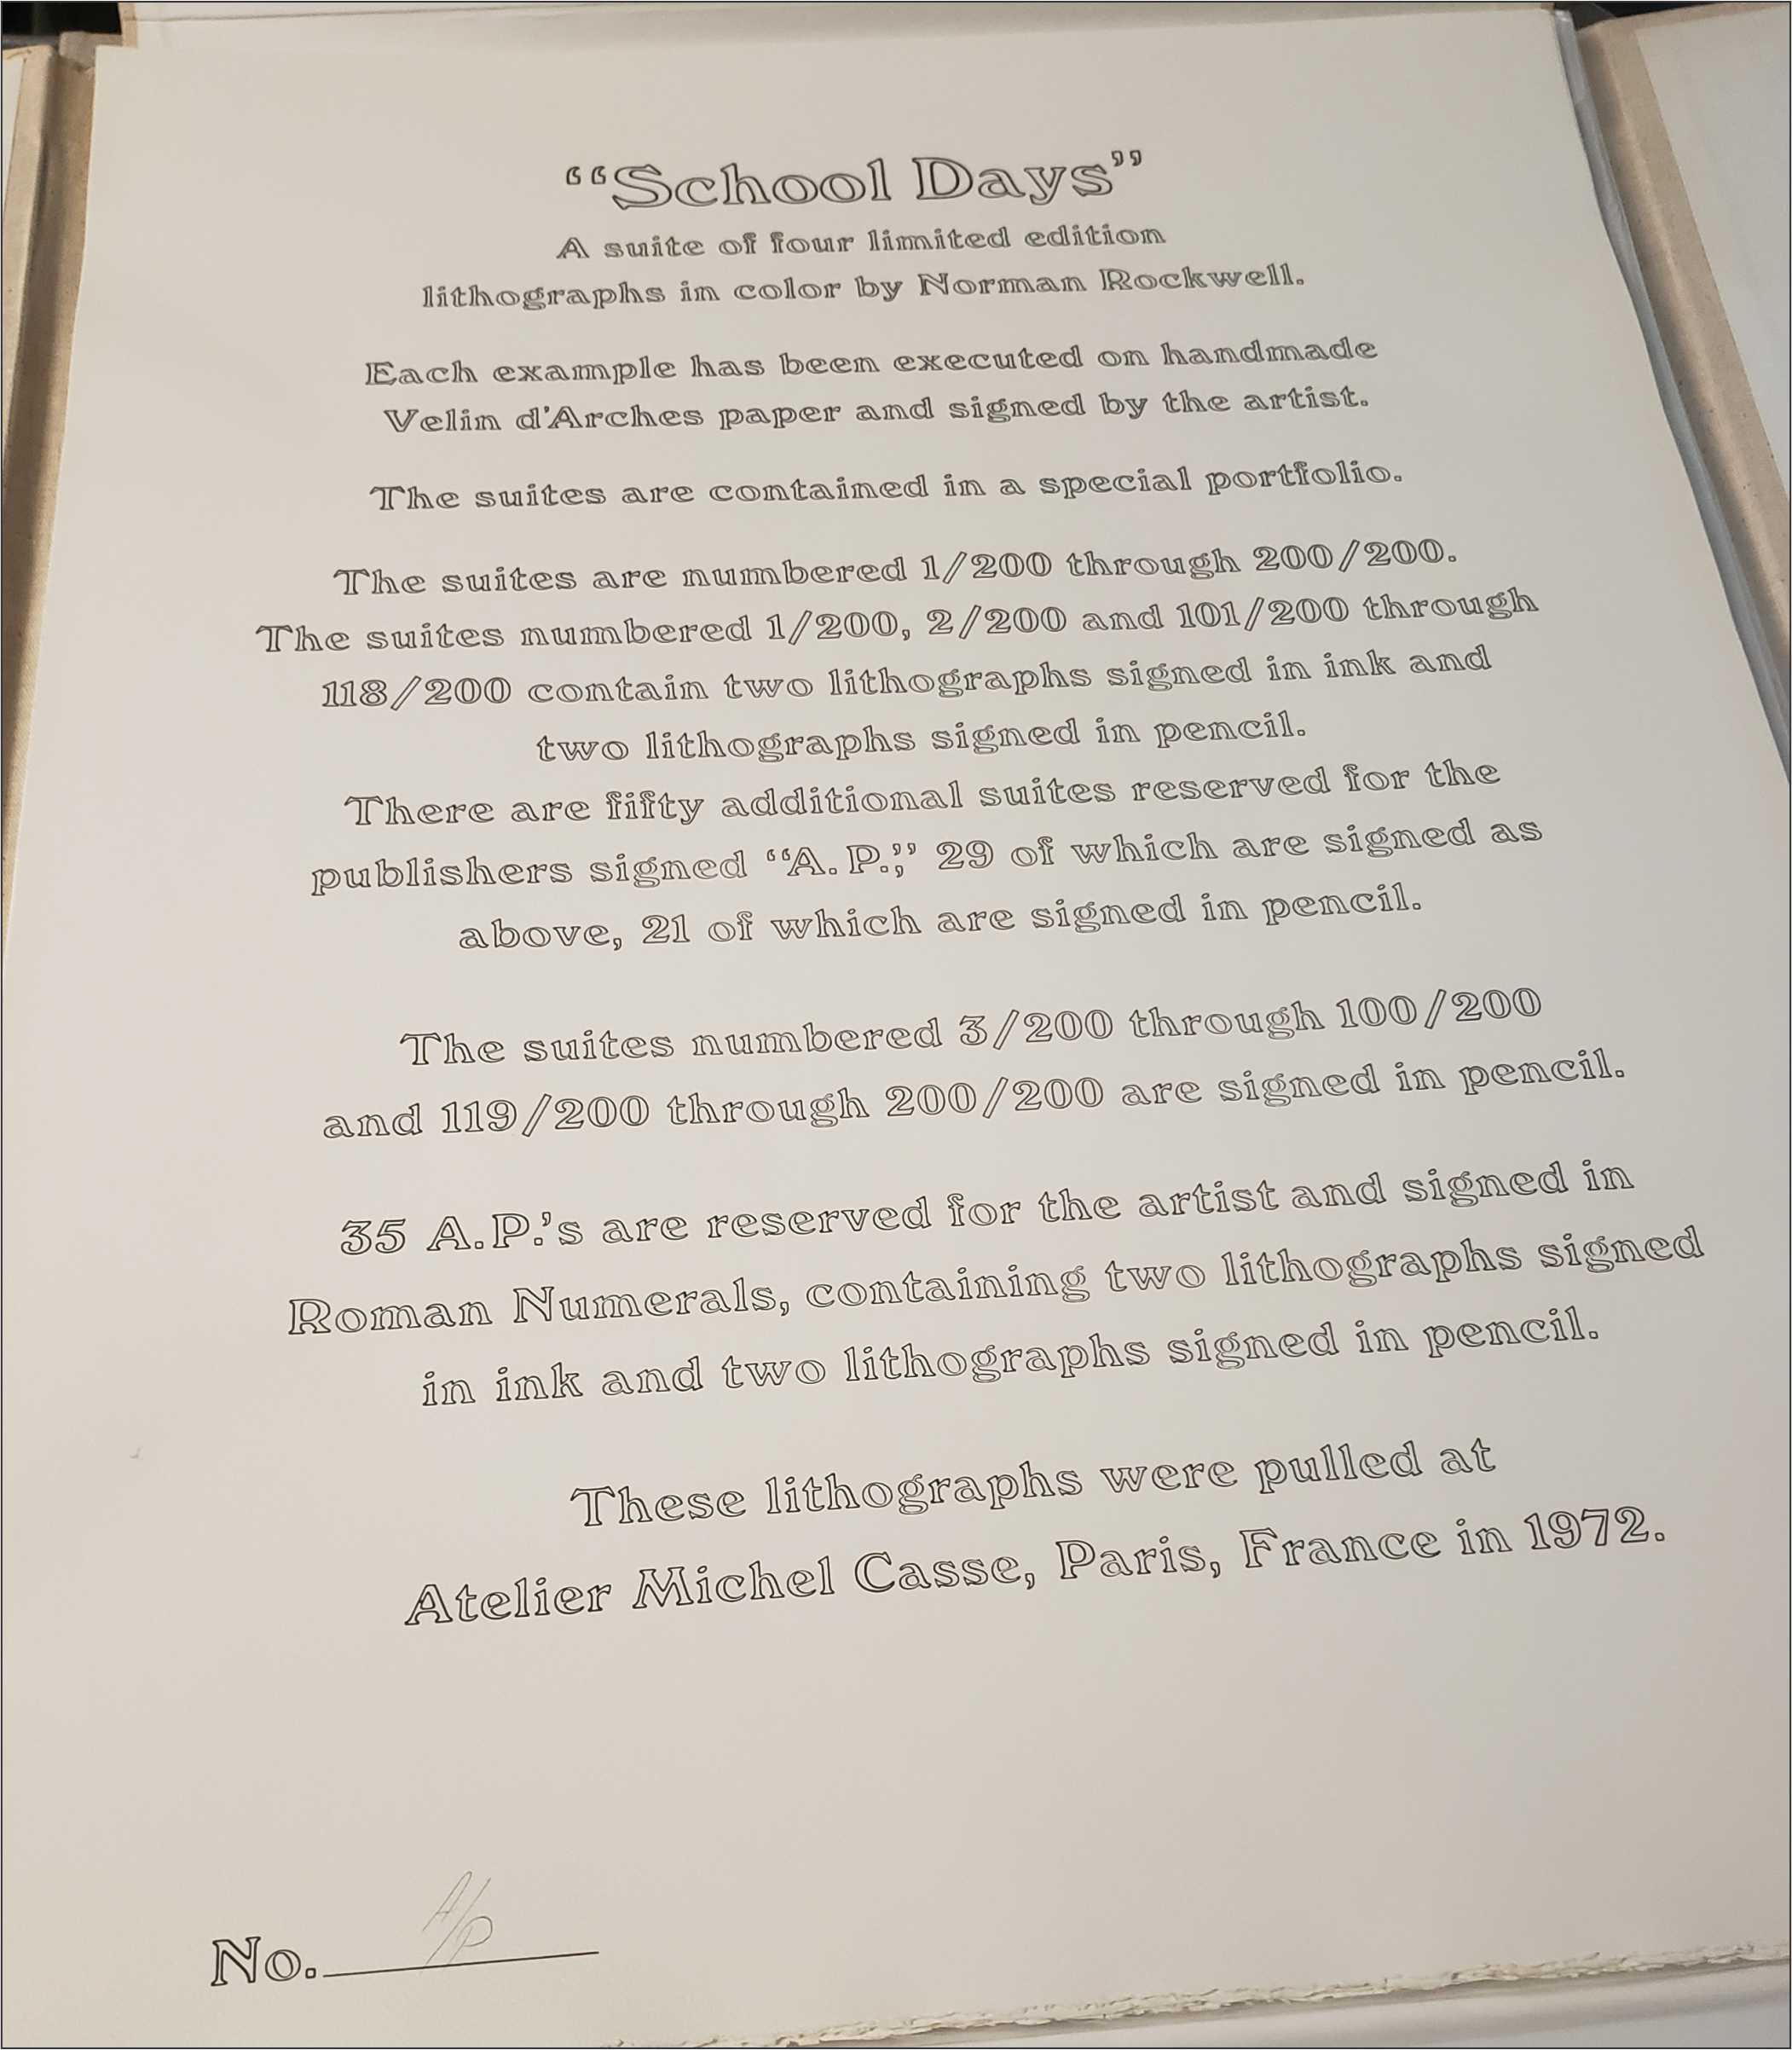 “School Days”
A suite of four limited edition
lithographs in color by Norman Rockwell.
Each example has been executed on handmade
Velin d'Arches paper and signed by the artist.
The suites are contained in a special portfolio.
The suites are numbered 1/200 through 200/200.
The suites numbered 1/200, 2/200 and 101/200 through
118/200 contain two lithographs signed in ink and
two lithographs signed in pencil.
There are fifty additional suites reserved for the
publishers signed “A.P.,” 29 of which are signed as
above, 21 of which are signed in pencil.
The suites numbered 3/200 through 100/200
and 119/200 through 200/200 are signed in pencil.
35 A.P.'s are reserved for the artist and signed in
Roman Numerals, containing two lithographs signed
in ink and two lithographs signed in pencil.
These lithographs were pulled at
Atelier Michel Casse, Paris, France in 1972.
No. A/P